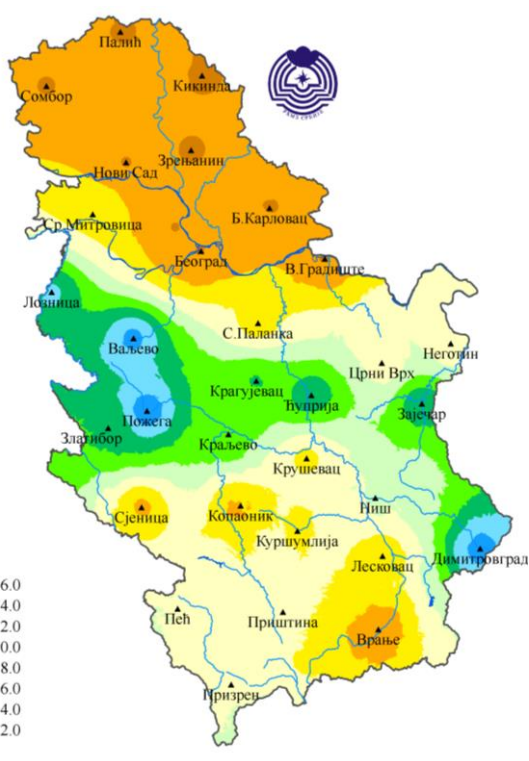 Палић
Кикинда
Сомбор
Зрењанин
Нови Сад
Ср.Митровица
Б.Карловац
Београд
В.Градиште
Лозница
С.Паланка
Ваљево
Неготин
Црни Врх
Крагујевац
Ћуприја
Зајечар
Пожега
Златибор
Краљево
Крушевац
Ниш
Сјеница
Копаоник
Куршумлија
Димитровград
Лесковац
6.0
4.0
2.0
0.0
8.0
6.0
4.0
2.0
Пећ
Приштина
Врање
Призрен